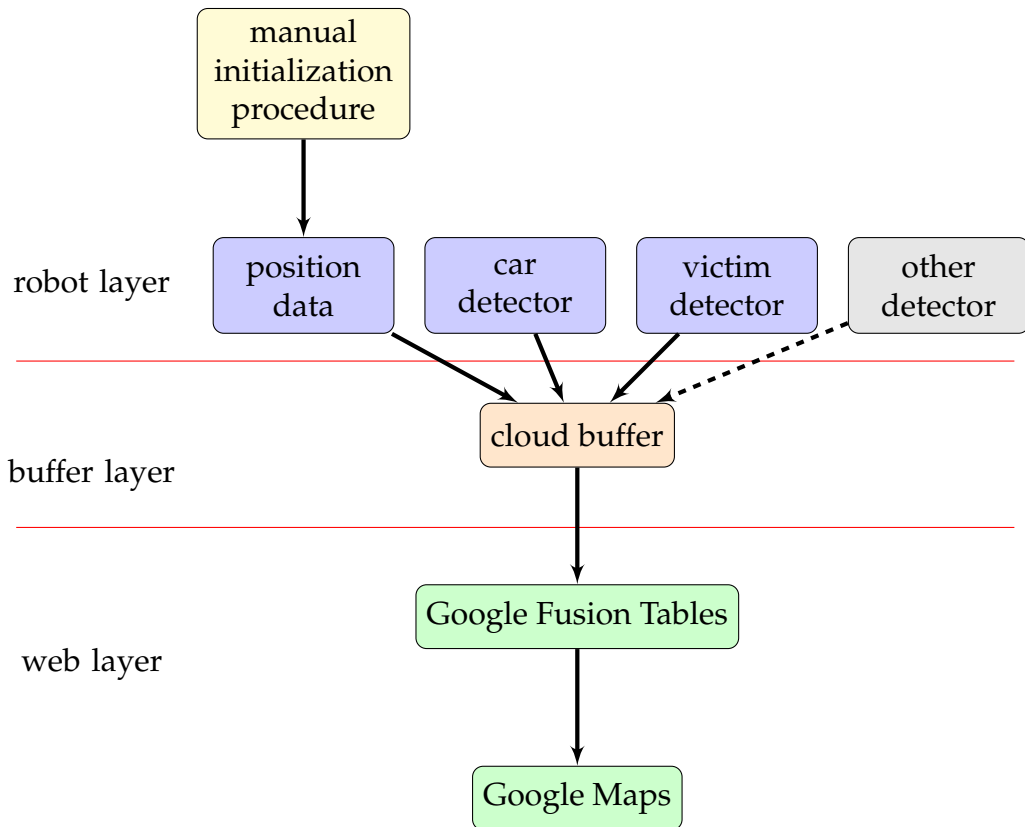 manual
initialization
procedure
robot layer
position
data
car
detector
victim
detector
other
detector
cloud buffer
buffer layer
Google Fusion Tables
web layer
Google Maps